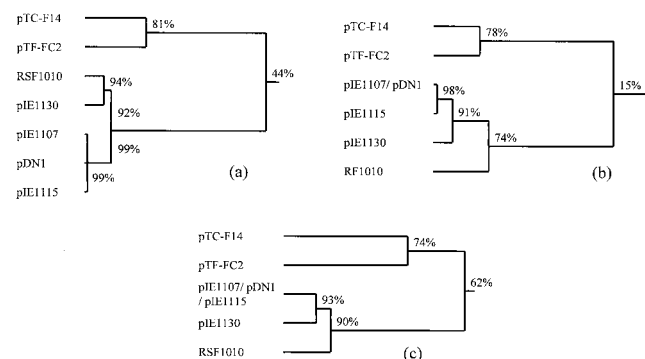 pTC-F14
81%
pTF-FC2
44%
RSF1010
94%
pIE1130
92%
pIE1107
99%
pDN1
99%
pIE1115
(a)
pTC-F14
78%
pTF-FC2
15%
pIE1107/ pDN1
98%
pIE1115
91%
pIE1130
74%
RF1010
(b)
pTC-F14
74%
pTF-FC2
62%
pIE1107/ pDN1
/ pIE1115
93%
pIE1130
90%
RSF1010
(c)